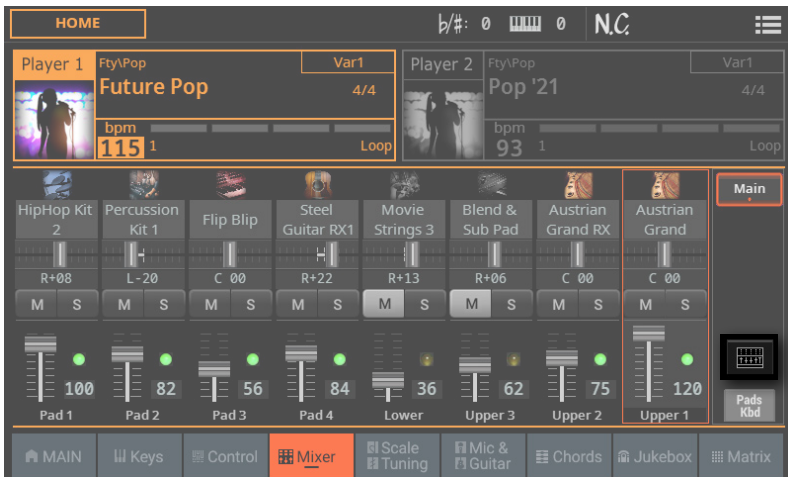 HOME
b/#: 0 0 N.C.
Player 1 Fty\Pop Var1
Future Pop 4/4
bpm
115 1 Loop
Player 2 Fty\Pop Var1
Pop '21 4/4
bpm
93 1 Loop
HipHop Kit 2
Percussion Kit 1
Flip Blip
Steel Guitar RX1
Movie Strings 3
Blend & Sub Pad
Austrian Grand RX
Austrian Grand
Main
R+08 L-20 C 00 R+22 R+13 R+06 C 00 C 00
M S M S M S M S M S M S M S M S
100 82 56 84 36 62 75 120
Pad 1 Pad 2 Pad 3 Pad 4 Lower Upper 3 Upper 2 Upper 1
Pads
Kbd
MAIN Keys Control Mixer Scale Tuning Mic & Guitar Chords Jukebox Matrix